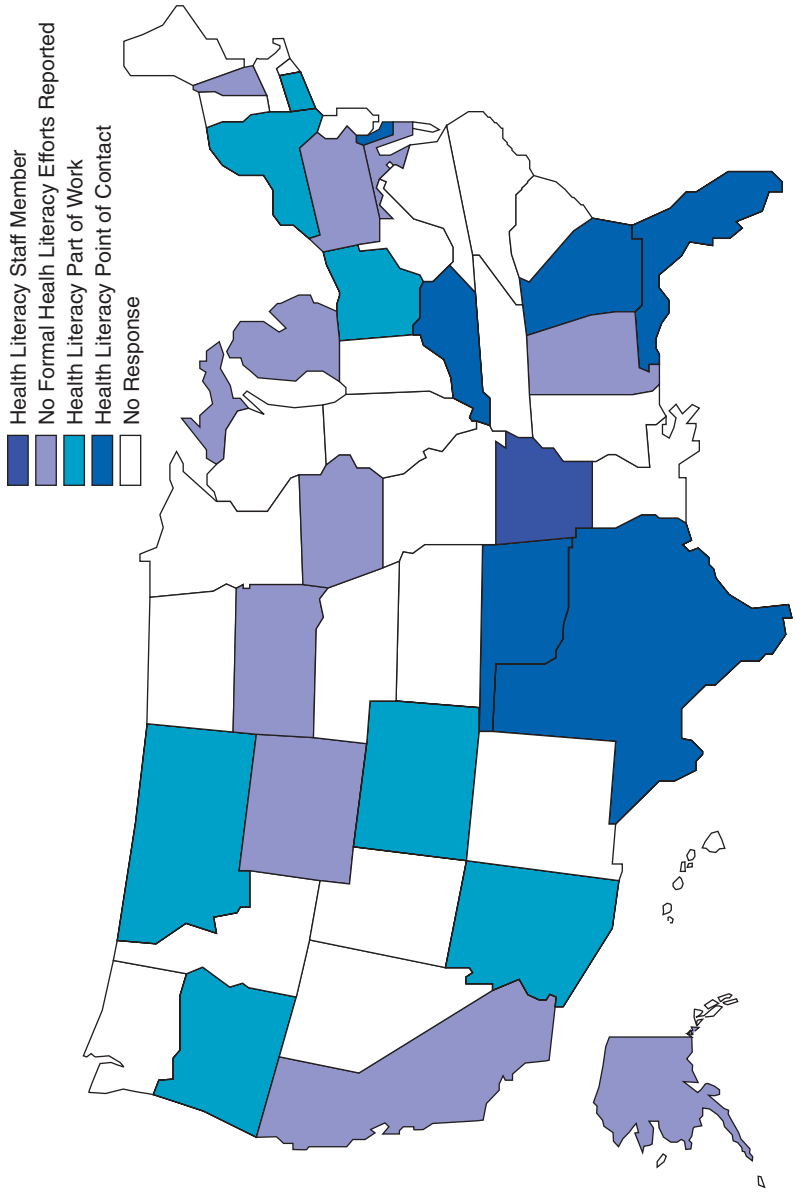 Health Literacy Staff Member
No Formal Healh Literacy Efforts Reported
Health Literacy Part of Work
Health Literacy Point of Contact
No Response